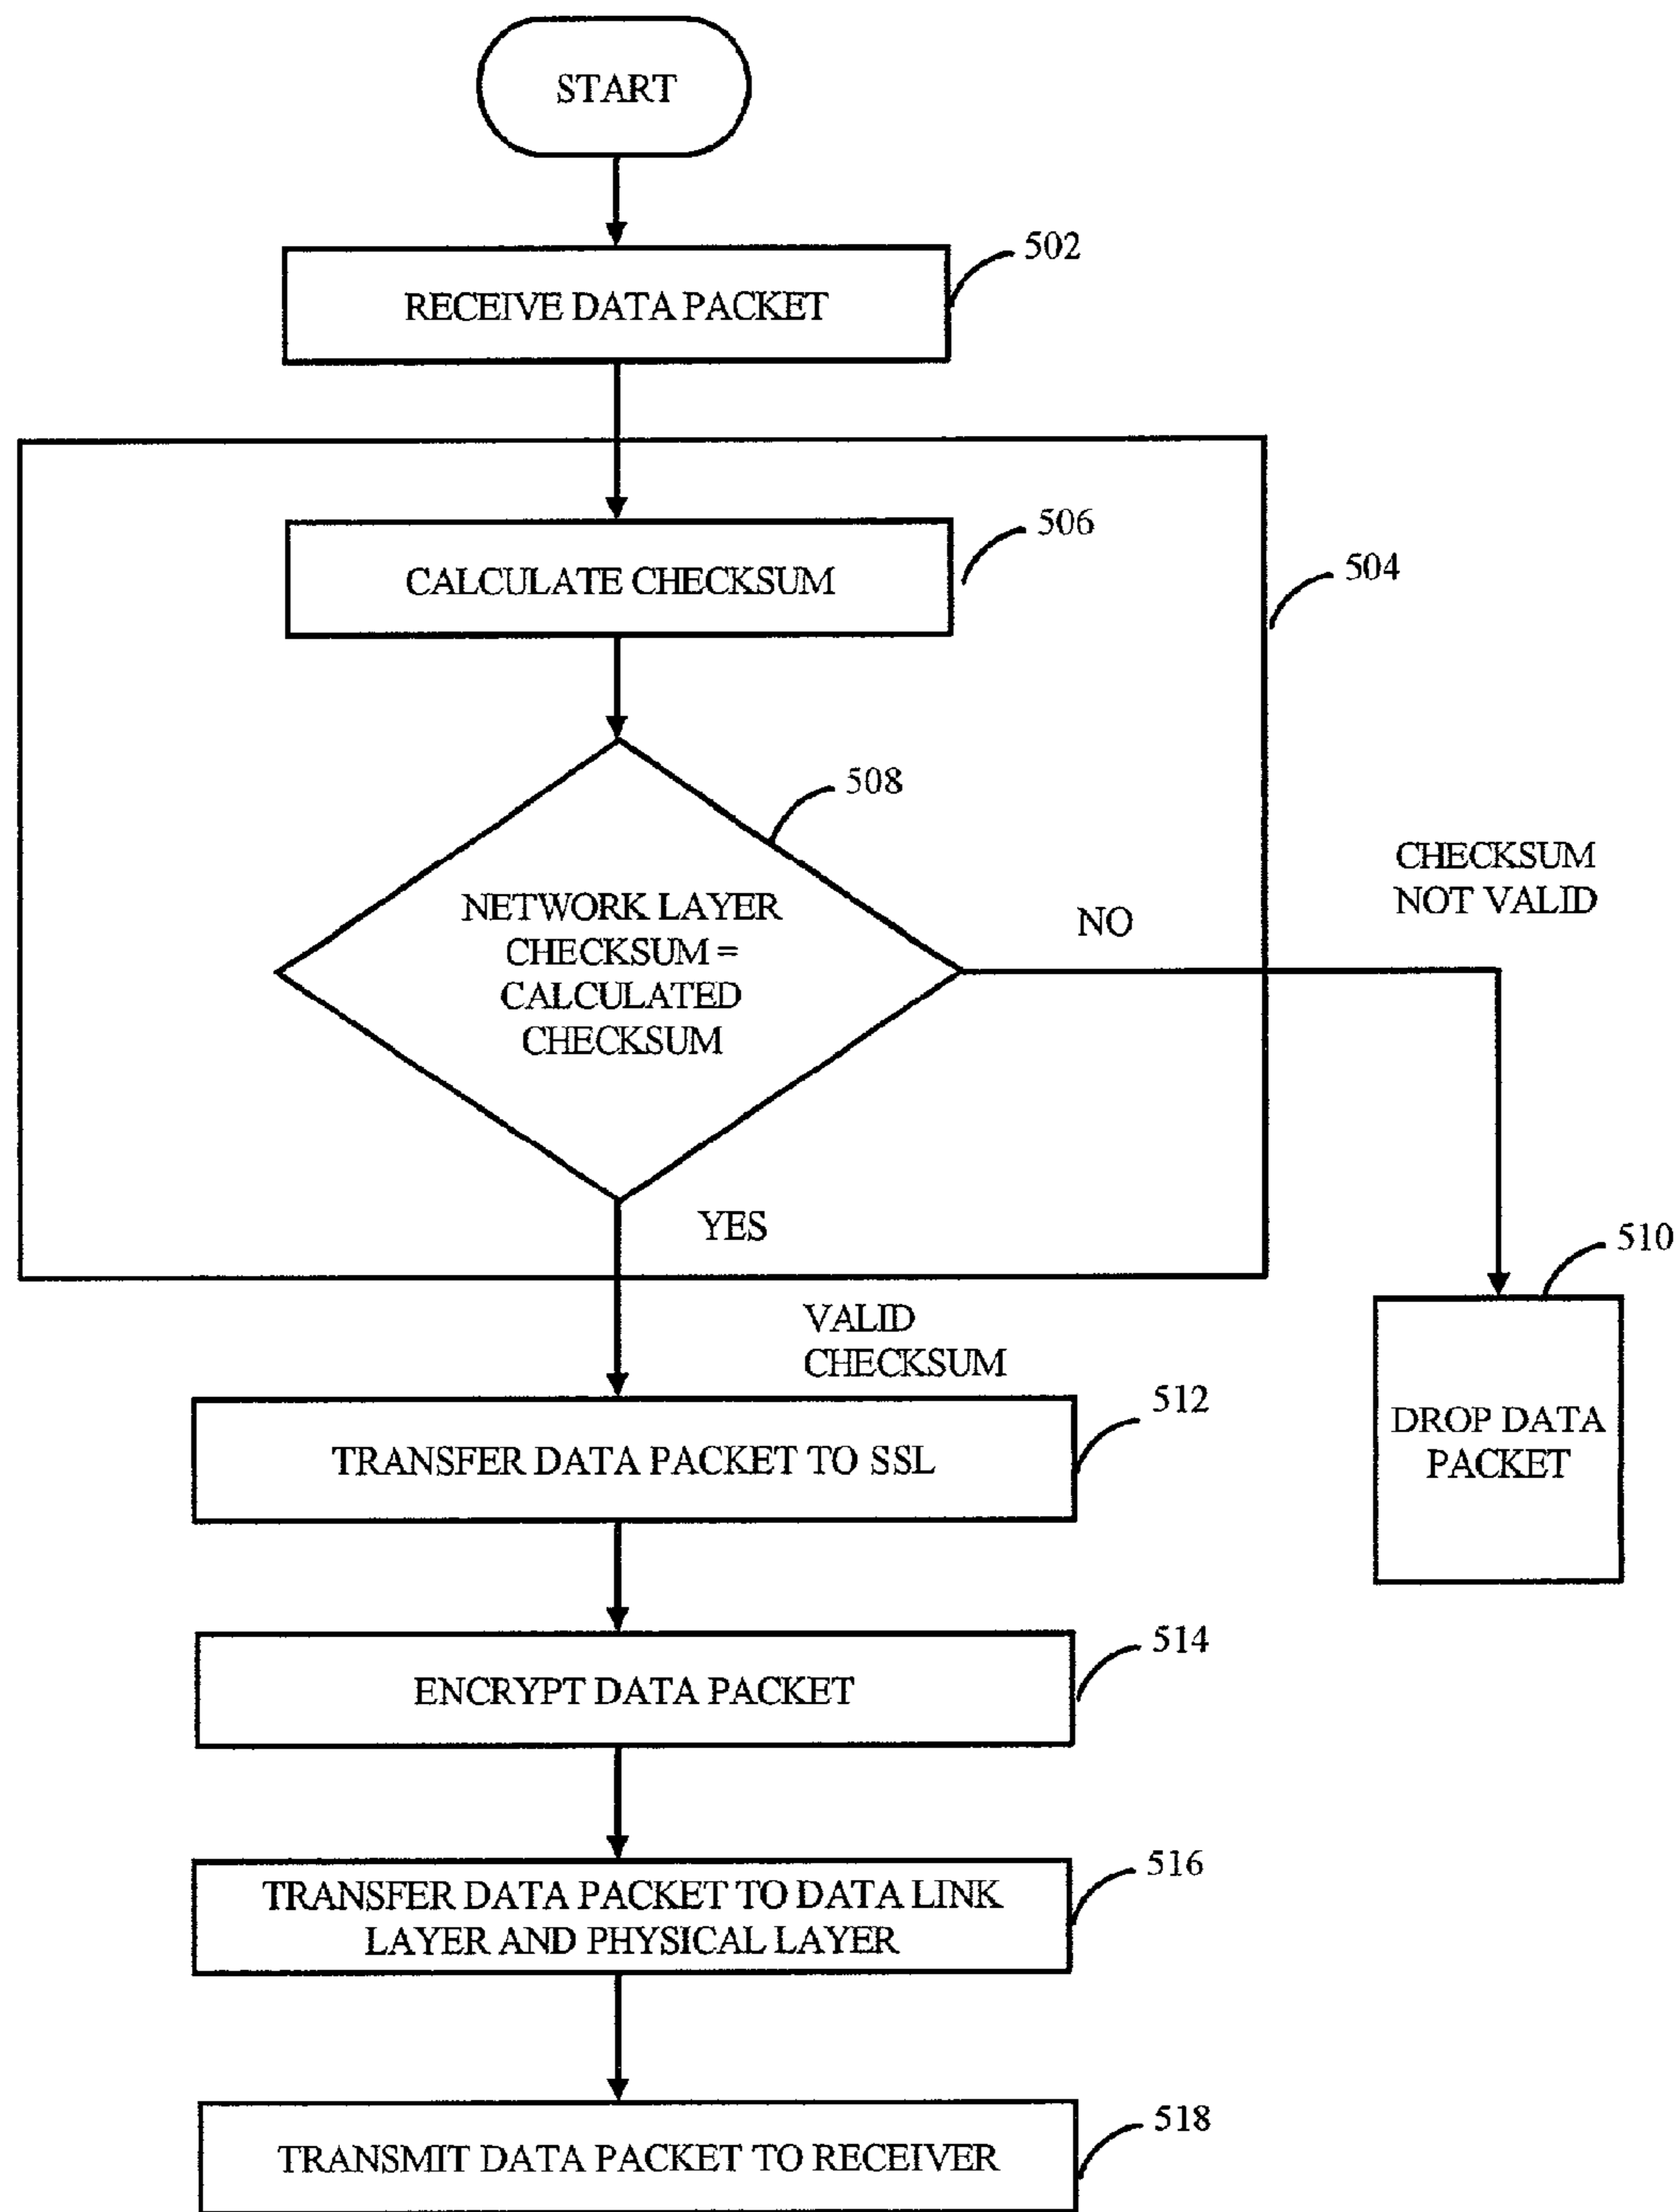 START
502
RECEIVE DATA PACKET
506
CALCULATE CHECKSUM
504
508
NETWORK LAYER
CHECKSUM =
CALCULATED
CHECKSUM
NO
CHECKSUM
NOT VALID
YES
510
VALID
CHECKSUM
DROP DATA
PACKET
512
TRANSFER DATA PACKET TO SSL
514
ENCRYPT DATA PACKET
516
TRANSFER DATA PACKET TO DATA LINK
LAYER AND PHYSICAL LAYER
518
TRANSMIT DATA PACKET TO RECEIVER